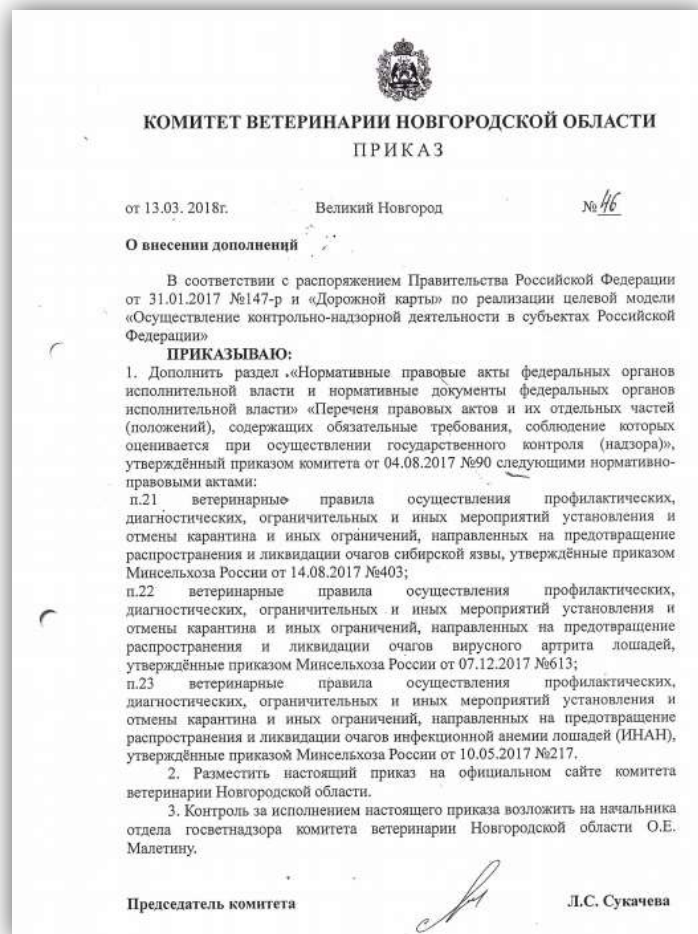 КОМИТЕТ ВЕТЕРИНАРИИ НОВГОРОДСКОЙ ОБЛАСТИ
ПРИКАЗ
от 13.03. 2018г. Великий Новгород № 46
О внесении дополнений
В соответствии с распоряжением Правительства Российской Федерации
от 31.01.2017 №147-р и «Дорожной карты» по реализации целевой модели
«Осуществление контрольно-надзорной деятельности в субъектах Российской
Федерации»
ПРИКАЗЫВАЮ:
1. Дополнить раздел «Нормативные правовые акты федеральных органов
исполнительной власти и нормативные документы федеральных органов
исполнительной власти» «Перечня правовых актов и их отдельных частей
(положений), содержащих обязательные требования, соблюдение которых
оценивается при осуществлении государственного контроля (надзора)»,
утверждённый приказом комитета от 04.08.2017 №90 следующими нормативно-
правовыми актами:
п.21 ветеринарные правила осуществления профилактических,
диагностических, ограничительных и иных мероприятий установления и
отмены карантина и иных ограничений, направленных на предотвращение
распространения и ликвидации очагов сибирской язвы, утверждённые приказом
Минсельхоза России от 14.08.2017 №403;
п.22 ветеринарные правила осуществления профилактических,
диагностических, ограничительных и иных мероприятий установления и
отмены карантина и иных ограничений, направленных на предотвращение
распространения и ликвидации очагов вирусного артрита лошадей,
утверждённые приказом Минсельхоза России от 07.12.2017 №613;
п.23 ветеринарные правила осуществления профилактических,
диагностических, ограничительных и иных мероприятий установления и
отмены карантина и иных ограничений, направленных на предотвращение
распространения и ликвидации очагов инфекционной анемии лошадей (ИНАН),
утверждённые приказом Минсельхоза России от 10.05.2017 №217.
2. Разместить настоящий приказ на официальном сайте комитета
ветеринарии Новгородской области.
3. Контроль за исполнением настоящего приказа возложить на начальника
отдела госветнадзора комитета ветеринарии Новгородской области О.Е.
Малетину.
Председатель комитета Л.С. Сукачева